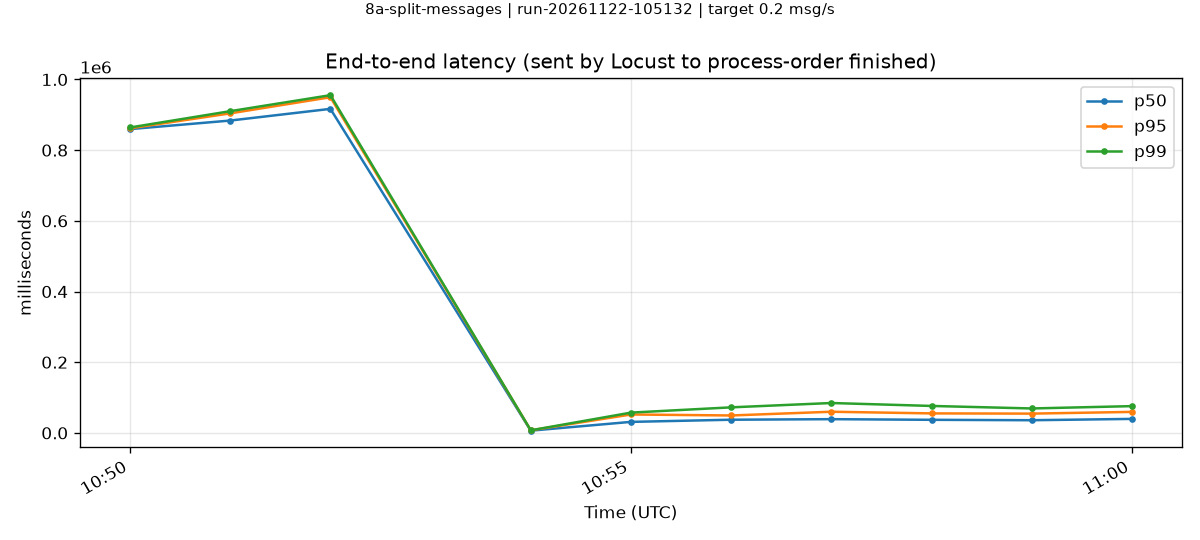 8a-split-messages | run-20261122-105132 | target 0.2 msg/s
End-to-end latency (sent by Locust to process-order finished)
1e6
1.0
0.8
0.6
0.4
0.2
0.0
milliseconds
p50
p95
p99
10:50
10:55
11:00
Time (UTC)